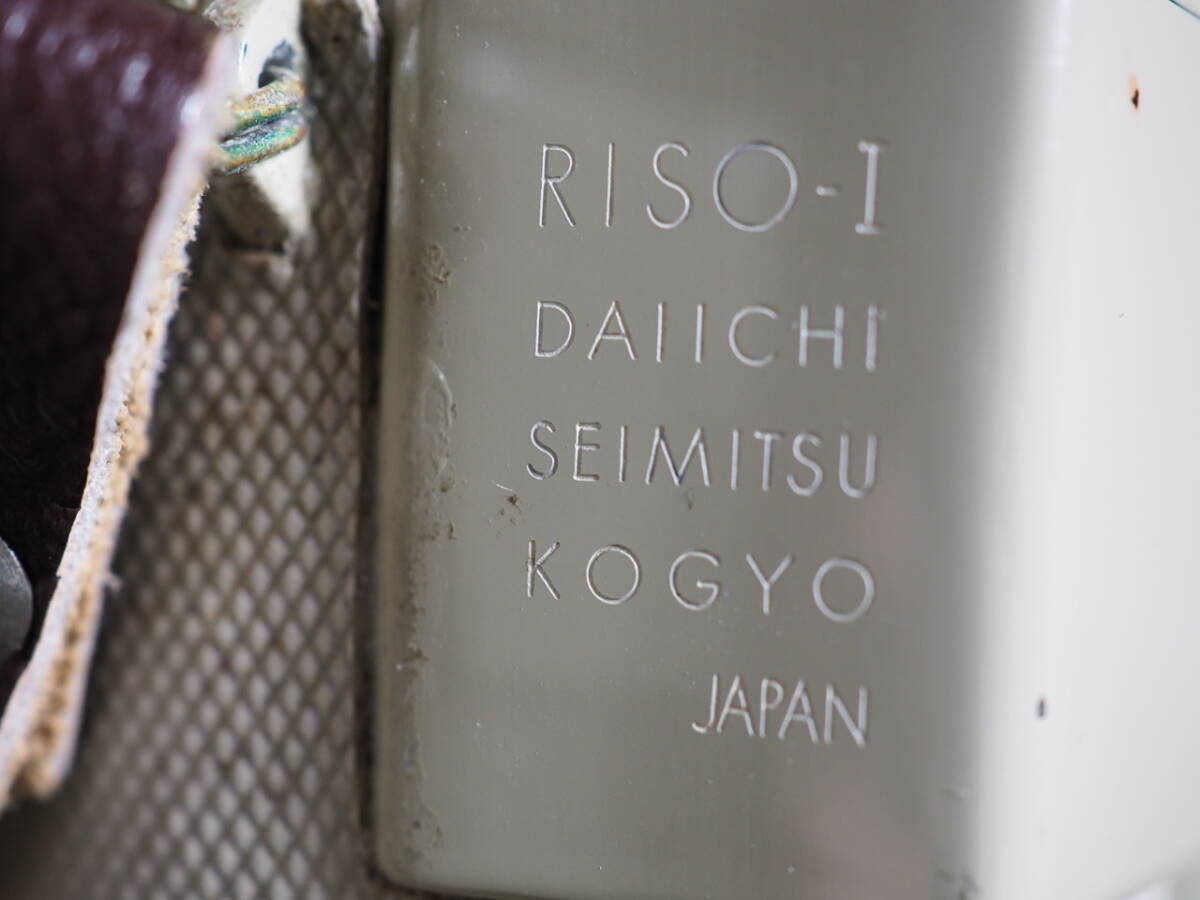 RISO-I
DAIICHI
SEIMITSU
KOGYO
JAPAN